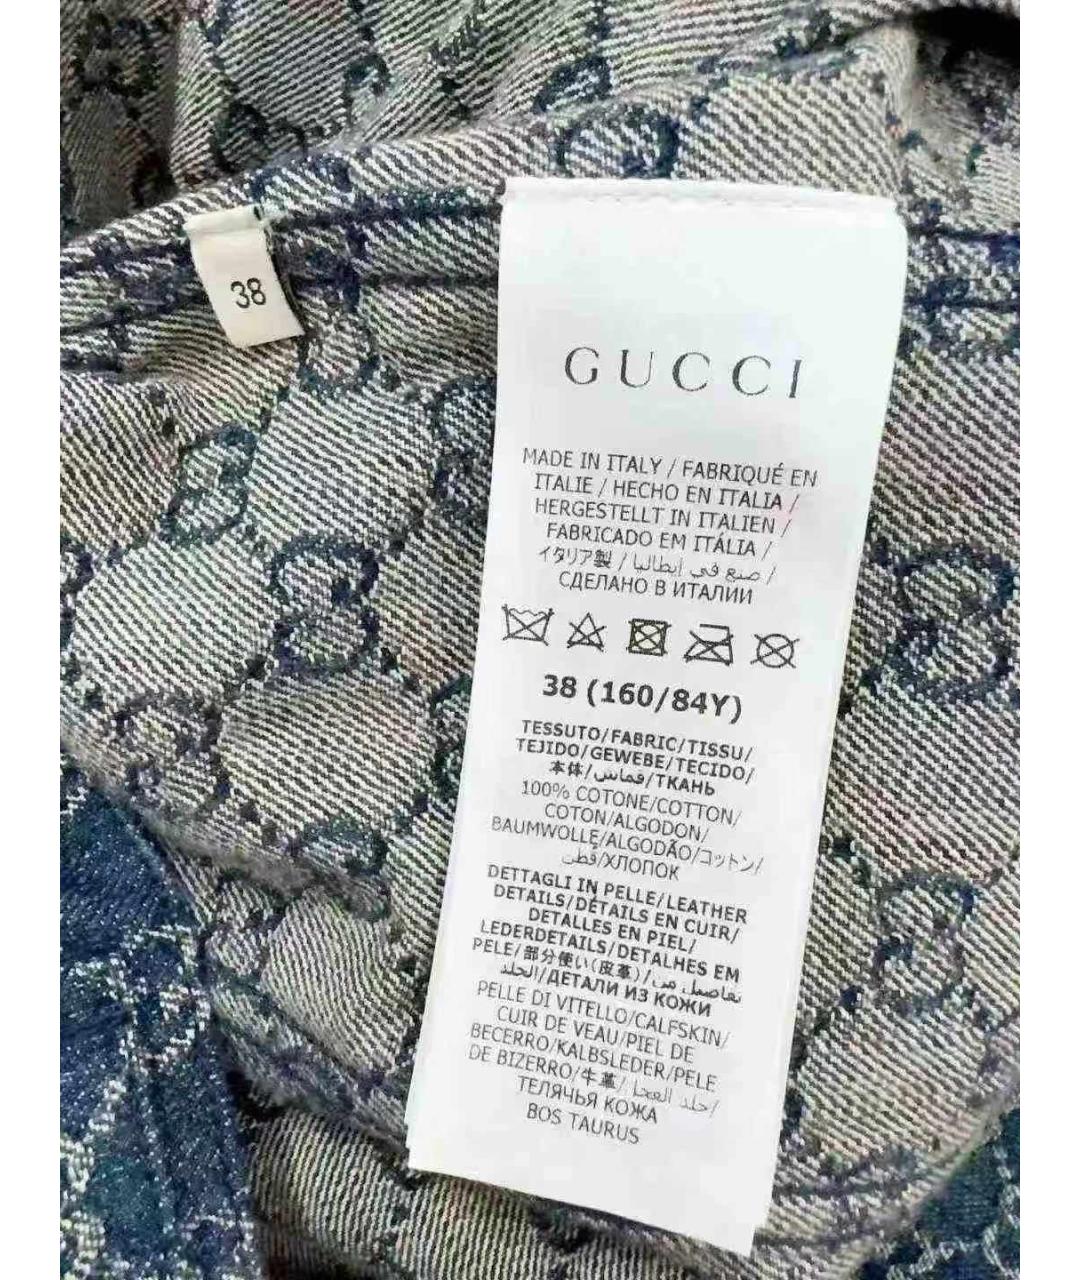 38
GUCCI
MADE IN ITALY / FABRIQUÉ EN
ITALIE / HECHO EN ITALIA /
HERGESTELLT IN ITALIEN /
FABRICADO EM ITÁLIA /
イタリア製 / صنع في إيطاليا /
СДЕЛАНО В ИТАЛИИ
38 (160/84Y)
TESSUTO/FABRIC/TISSU/
TEJIDO/GEWEBE/TECIDO/
本体/قماش/ТКАНЬ
100% COTONE/COTTON/
COTON/ALGODON/
BAUMWOLLE/ALGODÃO/コットン/
قطن/ХЛОПОК
DETTAGLI IN PELLE/LEATHER
DETAILS/DÉTAILS EN CUIR/
DETALLES EN PIEL/
LEDERDETAILS/DETALHES EM
PELE/部分使い(皮革)/تفاصيل من
الجلد/ДЕТАЛИ ИЗ КОЖИ
PELLE DI VITELLO/CALFSKIN/
CUIR DE VEAU/PIEL DE
BECERRO/KALBSLEDER/PELE
DE BIZERRO/牛革/جلد العجل/
ТЕЛЯЧЬЯ КОЖА
BOS TAURUS